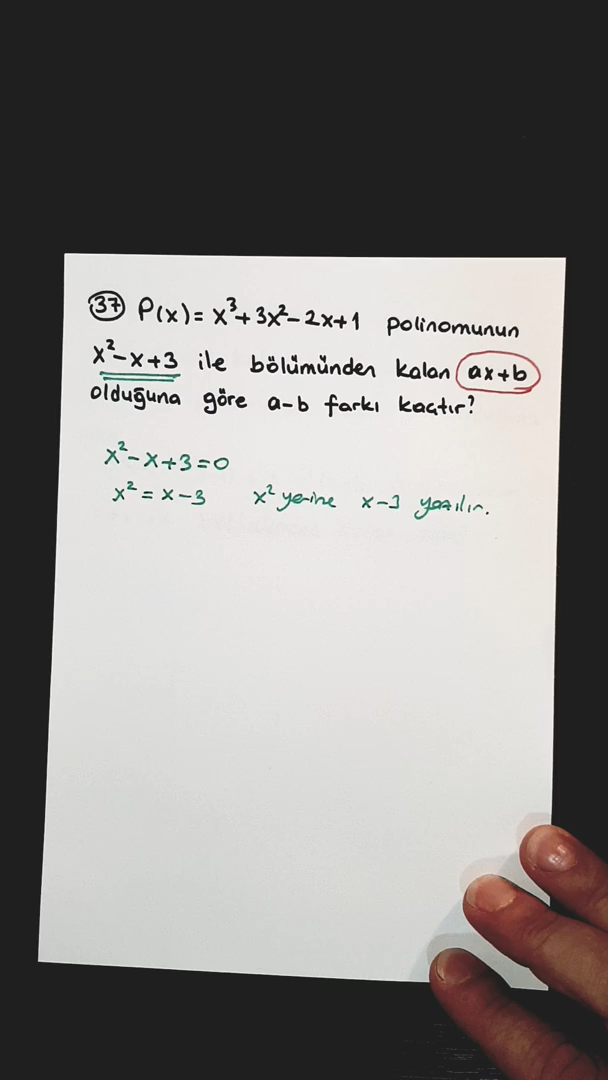 37 P(x)= x³+3x²-2x+1 polinomunun
x²-x+3 ile bölümünden kalan ax+b
olduğuna göre a-b farkı kaçtır?
x²-x+3=0
x² = x-3 x² yerine x-3 yazılır.